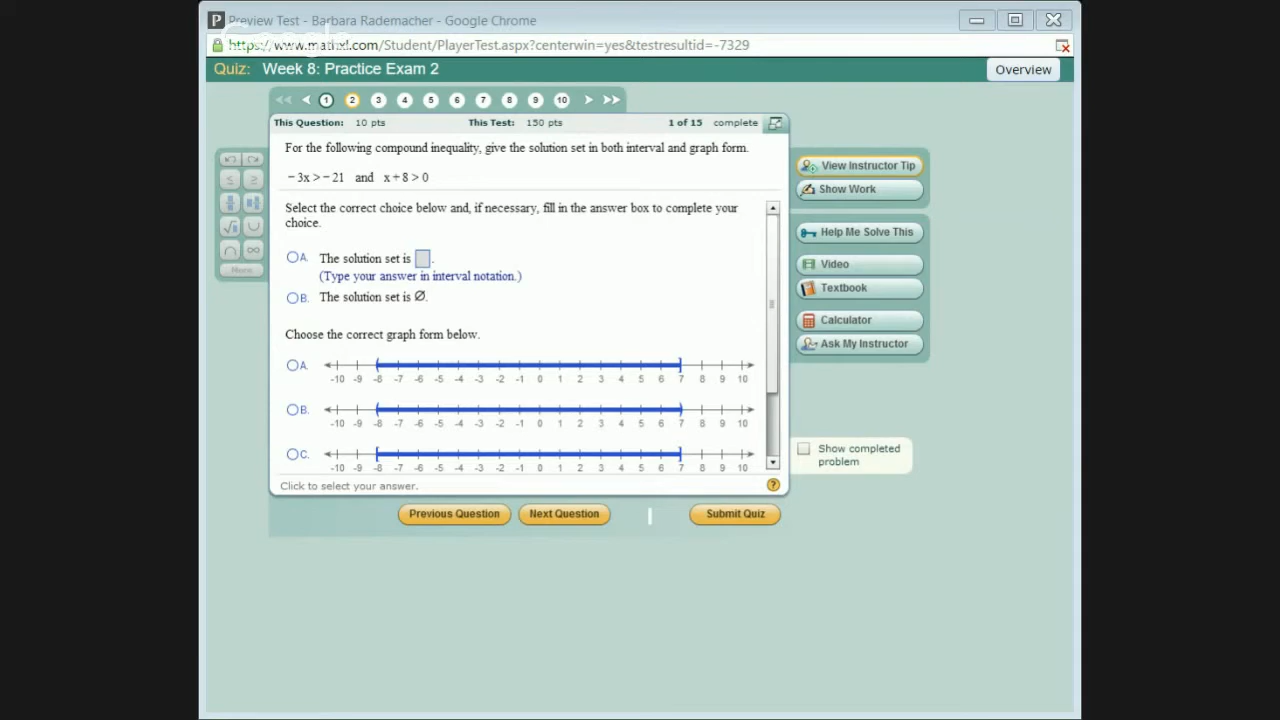 Preview Test - Barbara Rademacher - Google Chrome
Google
https://www.mathxl.com/Student/PlayerTest.aspx?centerwin=yes&testresultid=-7329
Quiz: Week 8: Practice Exam 2
Overview
1 2 3 4 5 6 7 8 9 10
This Question: 10 pts This Test: 150 pts 1 of 15 complete
For the following compound inequality, give the solution set in both interval and graph form.
− 3x > − 21 and x + 8 > 0
Select the correct choice below and, if necessary, fill in the answer box to complete your
choice.
A. The solution set is .
(Type your answer in interval notation.)
B. The solution set is ∅.
Choose the correct graph form below.
A.
-10 -9 -8 -7 -6 -5 -4 -3 -2 -1 0 1 2 3 4 5 6 7 8 9 10
B.
-10 -9 -8 -7 -6 -5 -4 -3 -2 -1 0 1 2 3 4 5 6 7 8 9 10
C.
-10 -9 -8 -7 -6 -5 -4 -3 -2 -1 0 1 2 3 4 5 6 7 8 9 10
Click to select your answer.
?
Previous Question
Next Question
Submit Quiz
More
View Instructor Tip
Show Work
Help Me Solve This
Video
Textbook
Calculator
Ask My Instructor
Show completed
problem